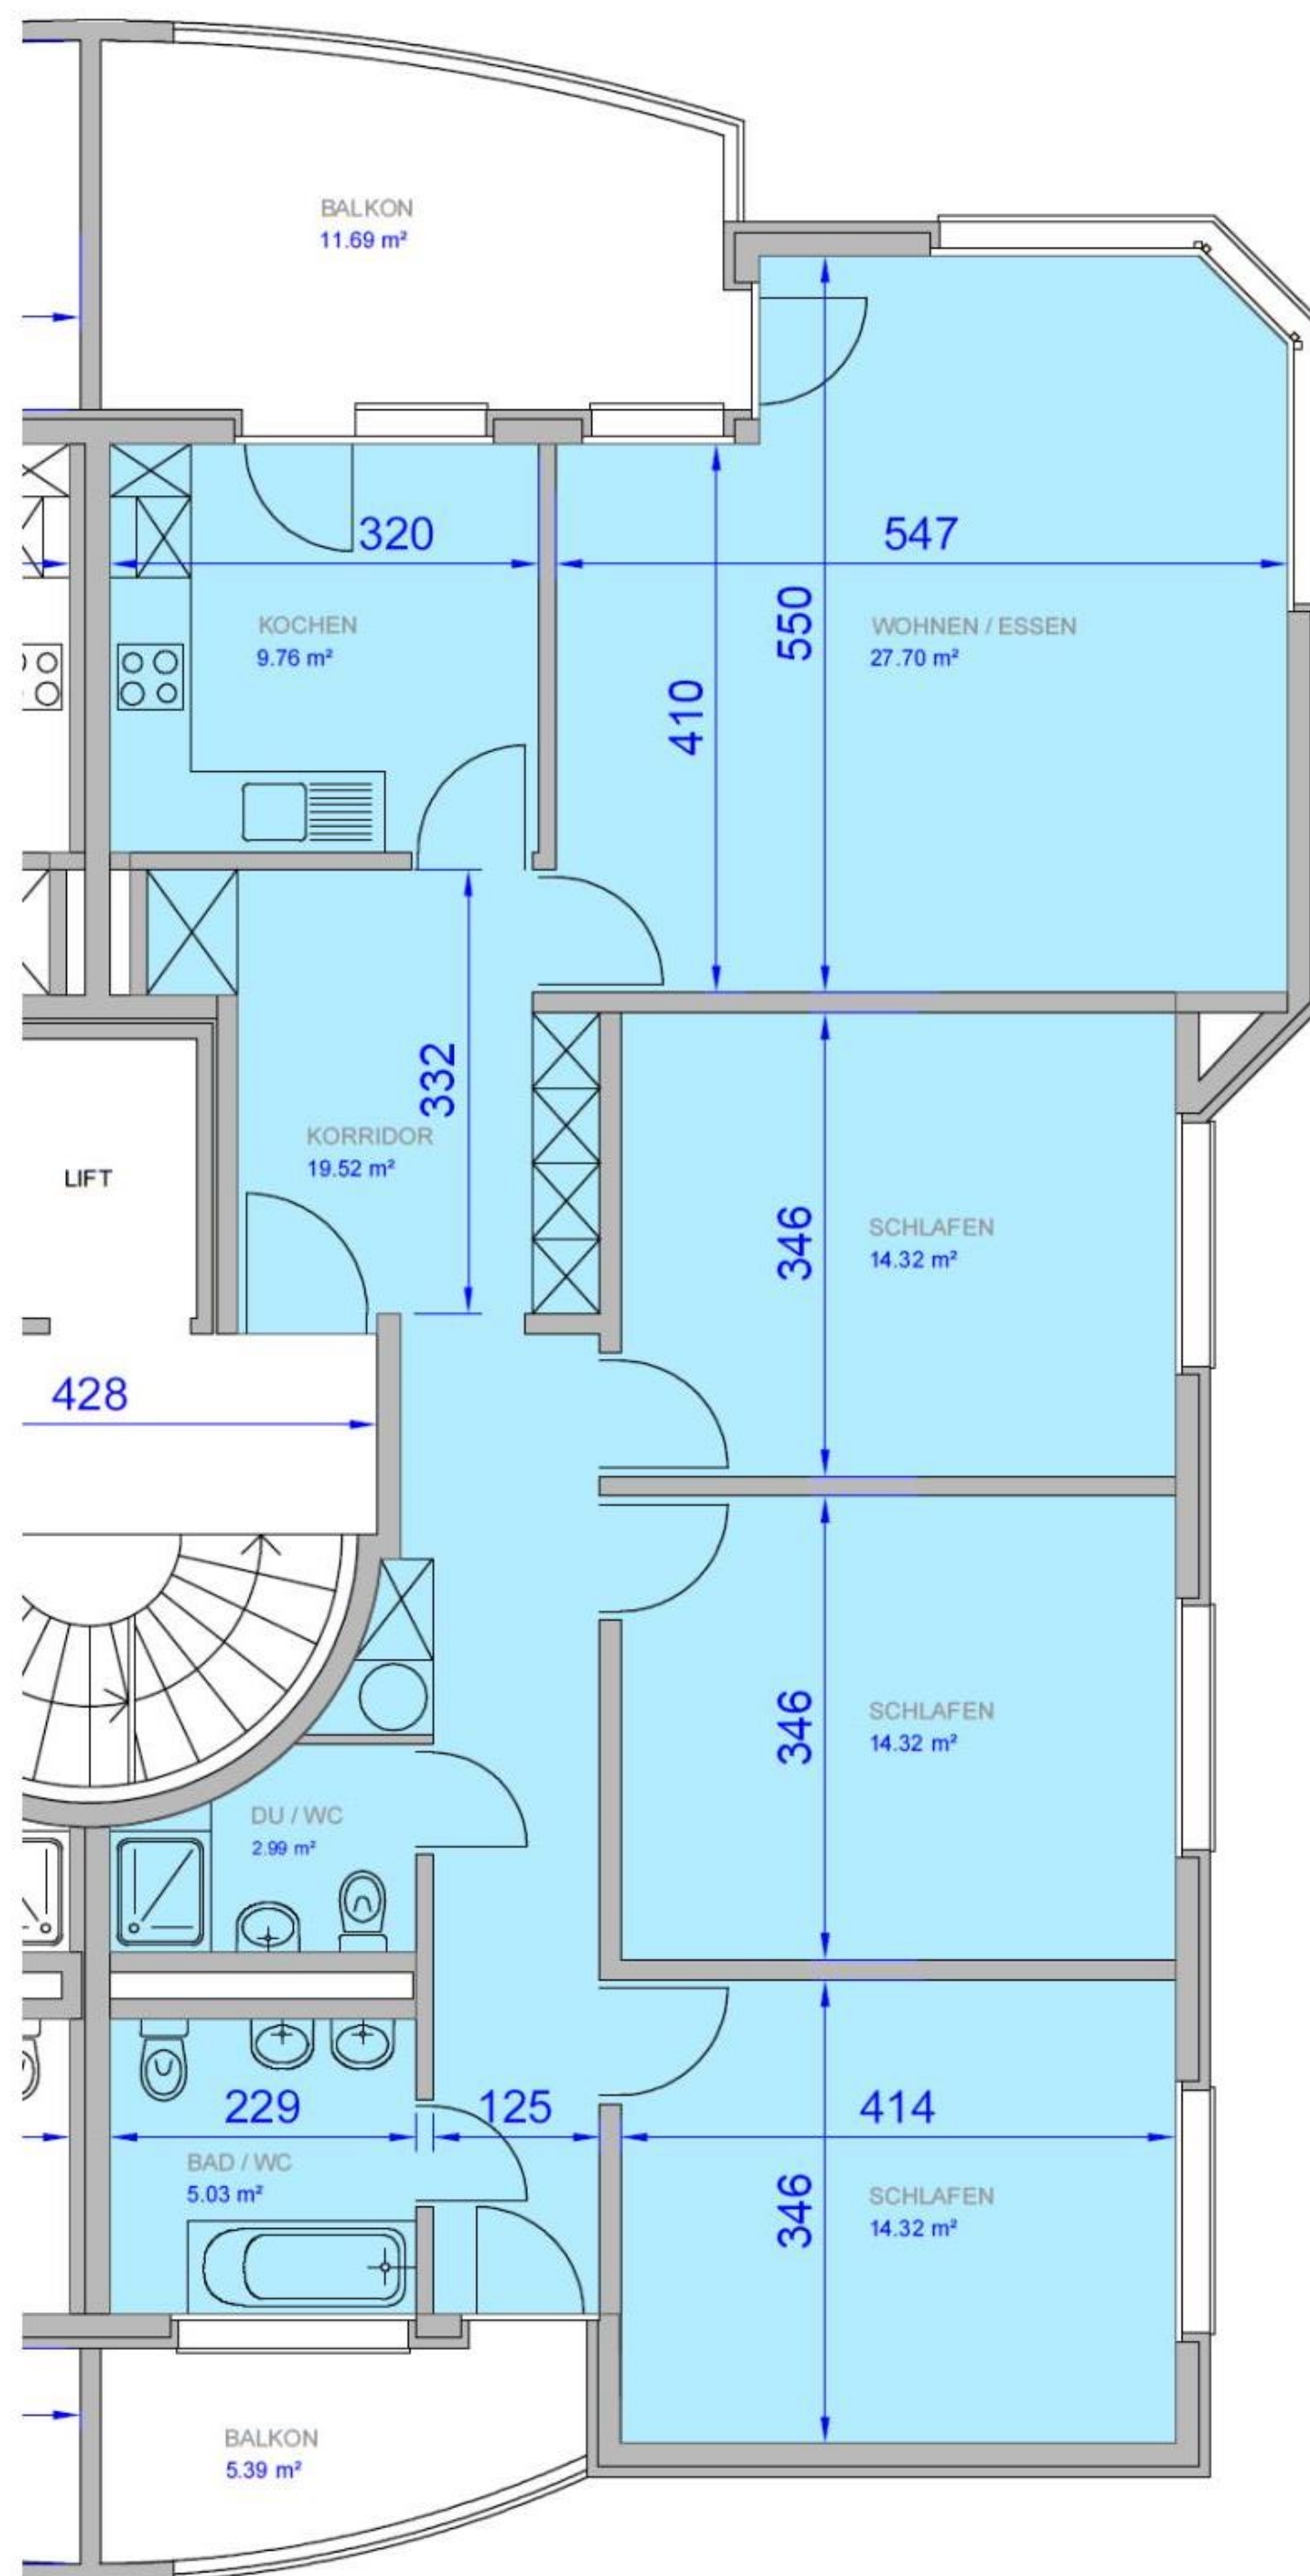 BALKON
11.69 m²
320
547
KOCHEN
9.76 m²
550
WOHNEN / ESSEN
27.70 m²
410
332
KORRIDOR
19.52 m²
LIFT
346
SCHLAFEN
14.32 m²
428
346
SCHLAFEN
14.32 m²
DU / WC
2.99 m²
229
125
414
BAD / WC
5.03 m²
346
SCHLAFEN
14.32 m²
BALKON
5.39 m²